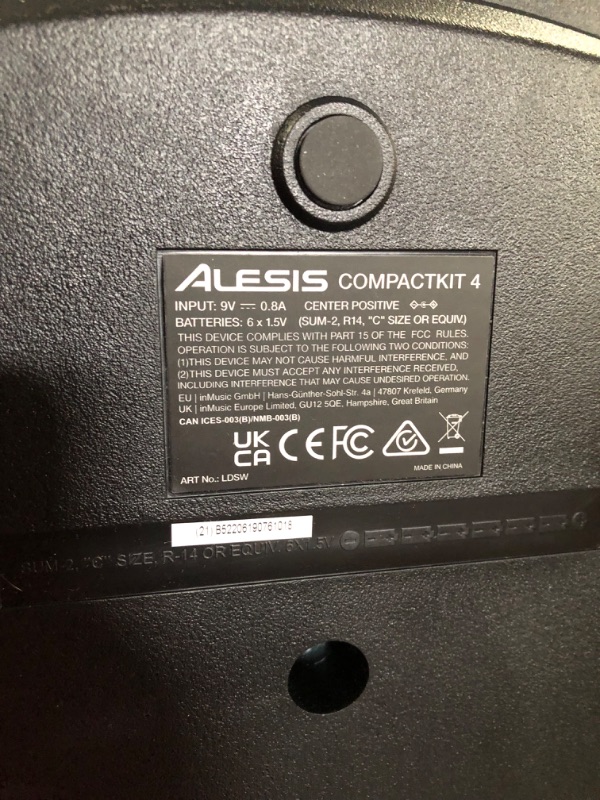 ALESIS COMPACTKIT 4
INPUT: 9V 0.8A CENTER POSITIVE
BATTERIES: 6 x 1.5V (SUM-2, R14, "C" SIZE OR EQUIV.)
THIS DEVICE COMPLIES WITH PART 15 OF THE FCC RULES.
OPERATION IS SUBJECT TO THE FOLLOWING TWO CONDITIONS:
(1)THIS DEVICE MAY NOT CAUSE HARMFUL INTERFERENCE, AND
(2)THIS DEVICE MUST ACCEPT ANY INTERFERENCE RECEIVED,
INCLUDING INTERFERENCE THAT MAY CAUSE UNDESIRED OPERATION.
EU | inMusic GmbH | Hans-Günther-Sohl-Str. 4a | 47807 Krefeld, Germany
UK | inMusic Europe Limited, GU12 5QE, Hampshire, Great Britain
CAN ICES-003(B)/NMB-003(B)
UK CA CE FC
ART No.: LDSW
MADE IN CHINA
(21)B52206190761018
SUM-2, "C" SIZE, R-14 OR EQUIV. 6X1.5V